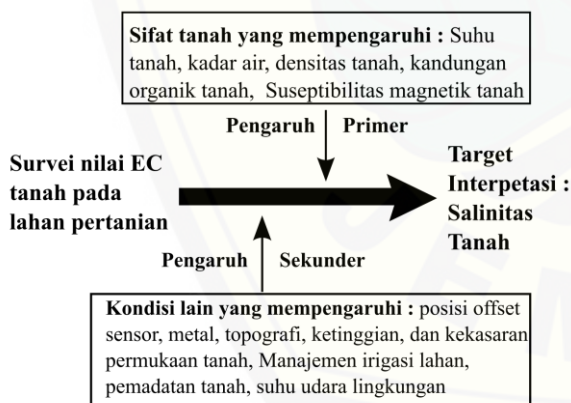 Sifat tanah yang mempengaruhi : Suhu
tanah, kadar air, densitas tanah, kandungan
organik tanah, Suseptibilitas magnetik tanah
Pengaruh Primer
Survei nilai EC
tanah pada
lahan pertanian
Target
Interpetasi :
Salinitas
Tanah
Pengaruh Sekunder
Kondisi lain yang mempengaruhi : posisi offset
sensor, metal, topografi, ketinggian, dan kekasaran
permukaan tanah, Manajemen irigasi lahan,
pemadatan tanah, suhu udara lingkungan